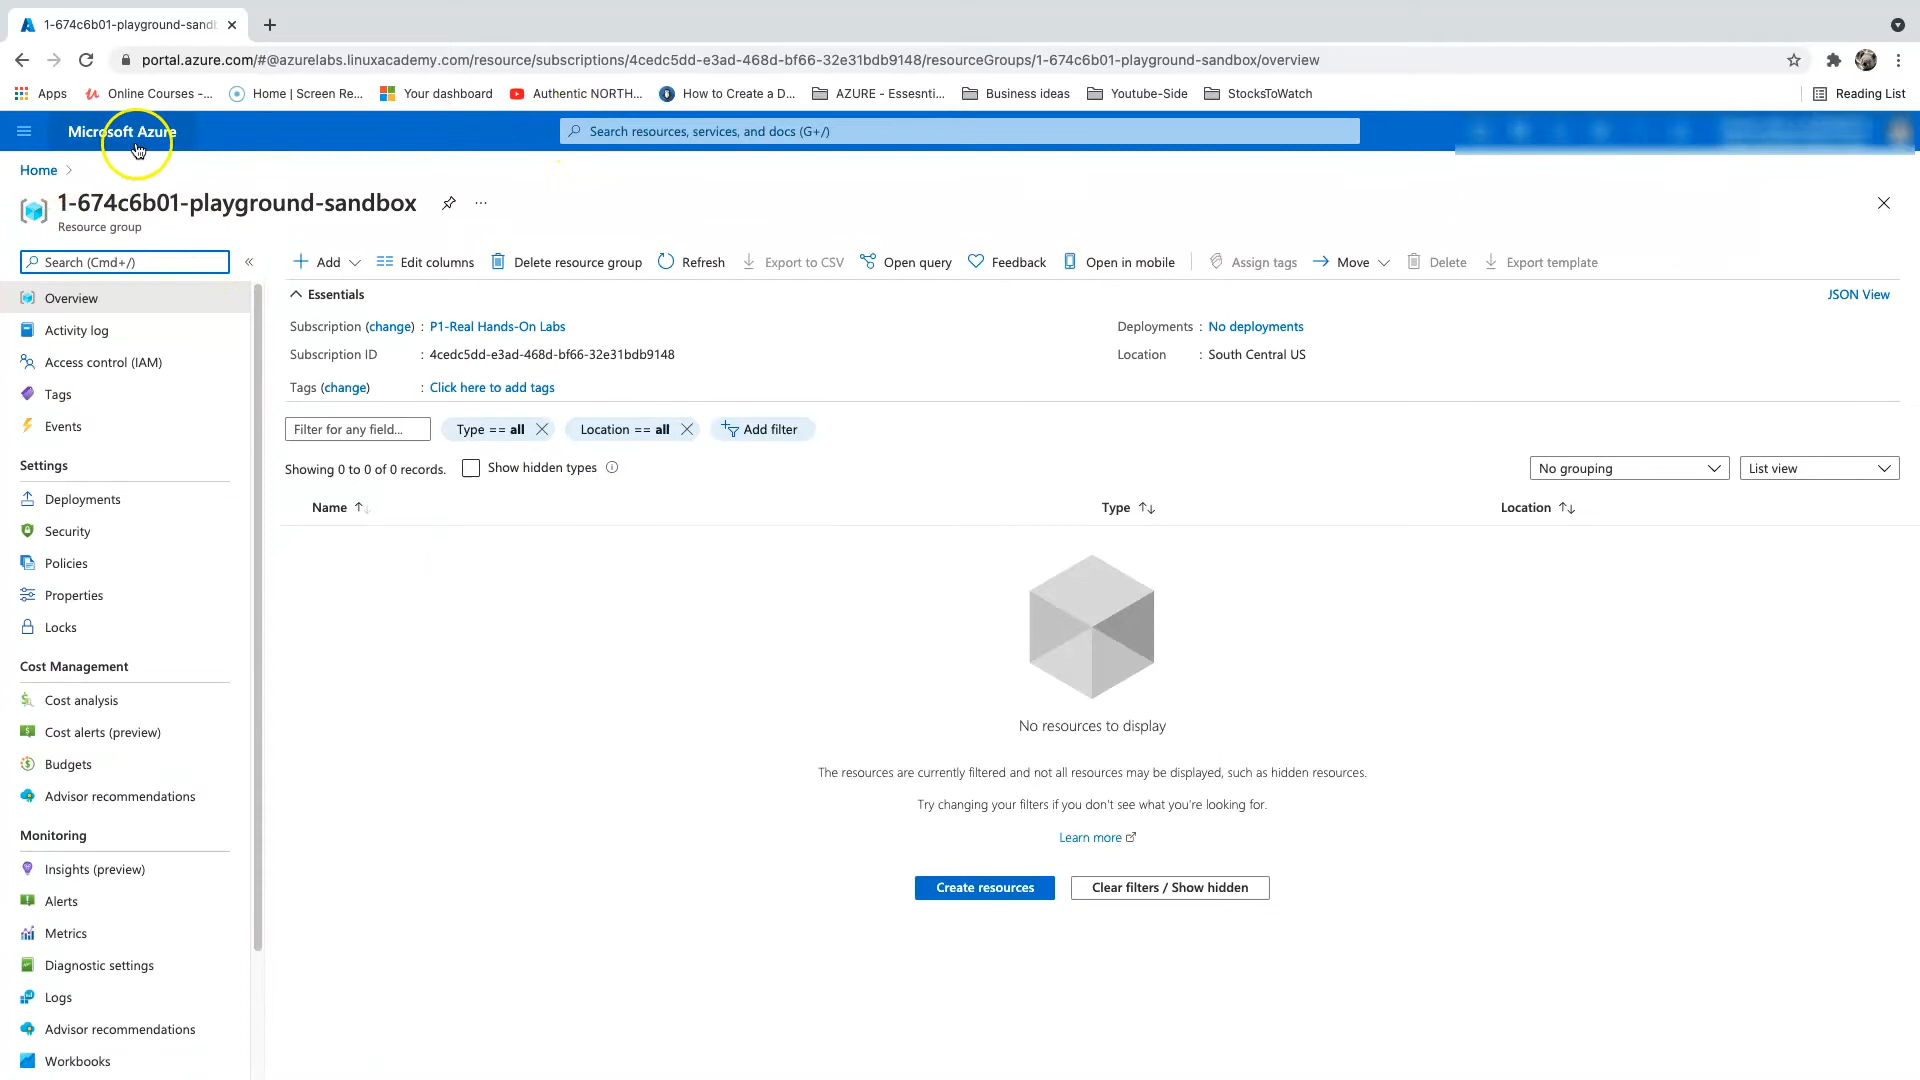 1-674c6b01-playground-sandb
portal.azure.com/#@azurelabs.linuxacademy.com/resource/subscriptions/4cedc5dd-e3ad-468d-bf66-32e31bdb9148/resourceGroups/1-674c6b01-playground-sandbox/overview
Apps Online Courses -... Home | Screen Re... Your dashboard Authentic NORTH... How to Create a D... AZURE - Essesnti... Business ideas Youtube-Side StocksToWatch Reading List
Microsoft Azure Search resources, services, and docs (G+/)
Home
1-674c6b01-playground-sandbox ...
Resource group
Search (Cmd+/) «
Add Edit columns Delete resource group Refresh Export to CSV Open query Feedback Open in mobile Assign tags Move Delete Export template
Overview
Activity log
Access control (IAM)
Tags
Events
Settings
Deployments
Security
Policies
Properties
Locks
Cost Management
Cost analysis
Cost alerts (preview)
Budgets
Advisor recommendations
Monitoring
Insights (preview)
Alerts
Metrics
Diagnostic settings
Logs
Advisor recommendations
Workbooks
Essentials JSON View
Subscription (change) : P1-Real Hands-On Labs
Subscription ID : 4cedc5dd-e3ad-468d-bf66-32e31bdb9148
Tags (change) : Click here to add tags
Deployments : No deployments
Location : South Central US
Filter for any field... Type == all Location == all Add filter
Showing 0 to 0 of 0 records. Show hidden types No grouping List view
Name Type Location
No resources to display
The resources are currently filtered and not all resources may be displayed, such as hidden resources.
Try changing your filters if you don't see what you're looking for.
Learn more
Create resources Clear filters / Show hidden